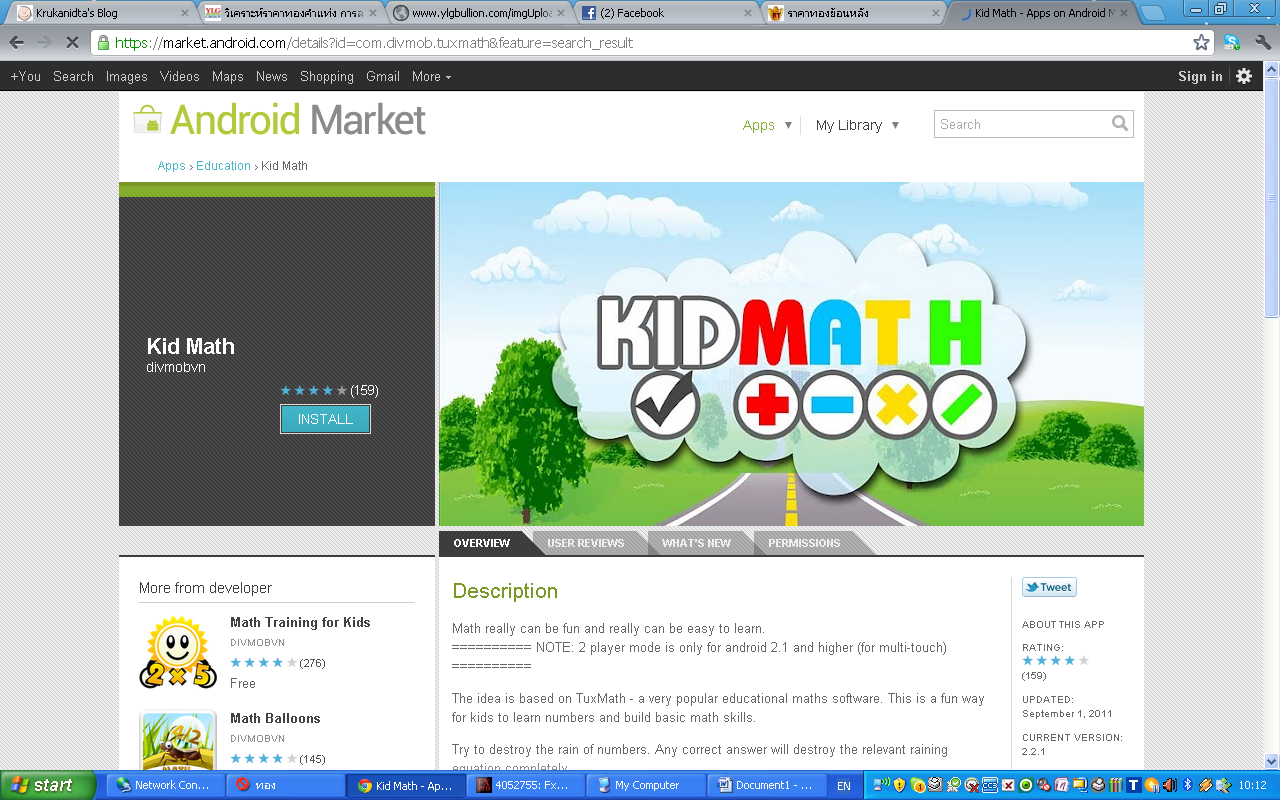 Krukanidta's Blog
วิเคราะห์ราคาทองคำแท่ง การล
www.ylgbullion.com/imgUploa
(2) Facebook
ราคาทองย้อนหลัง
Kid Math - Apps on Android M
https://market.android.com/details?id=com.divmob.tuxmath&feature=search_result
+You Search Images Videos Maps News Shopping Gmail More
Sign in
Android Market
Apps
My Library
Search
Apps › Education › Kid Math
Kid Math
divmobvn
(159)
INSTALL
KIDMATH
OVERVIEW
USER REVIEWS
WHAT'S NEW
PERMISSIONS
More from developer
Math Training for Kids
DIVMOBVN
(276)
Free
2 x 5
Math Balloons
DIVMOBVN
(145)
Description
Math really can be fun and really can be easy to learn.
========== NOTE: 2 player mode is only for android 2.1 and higher (for multi-touch)
==========
The idea is based on TuxMath - a very popular educational maths software. This is a fun way
for kids to learn numbers and build basic math skills.
Try to destroy the rain of numbers. Any correct answer will destroy the relevant raining
equation completely.
Tweet
ABOUT THIS APP
RATING:
(159)
UPDATED:
September 1, 2011
CURRENT VERSION:
2.2.1
start
Network Con...
ทอง
Kid Math - Ap...
4052755: Fx...
My Computer
Document1 - ...
EN
10:12